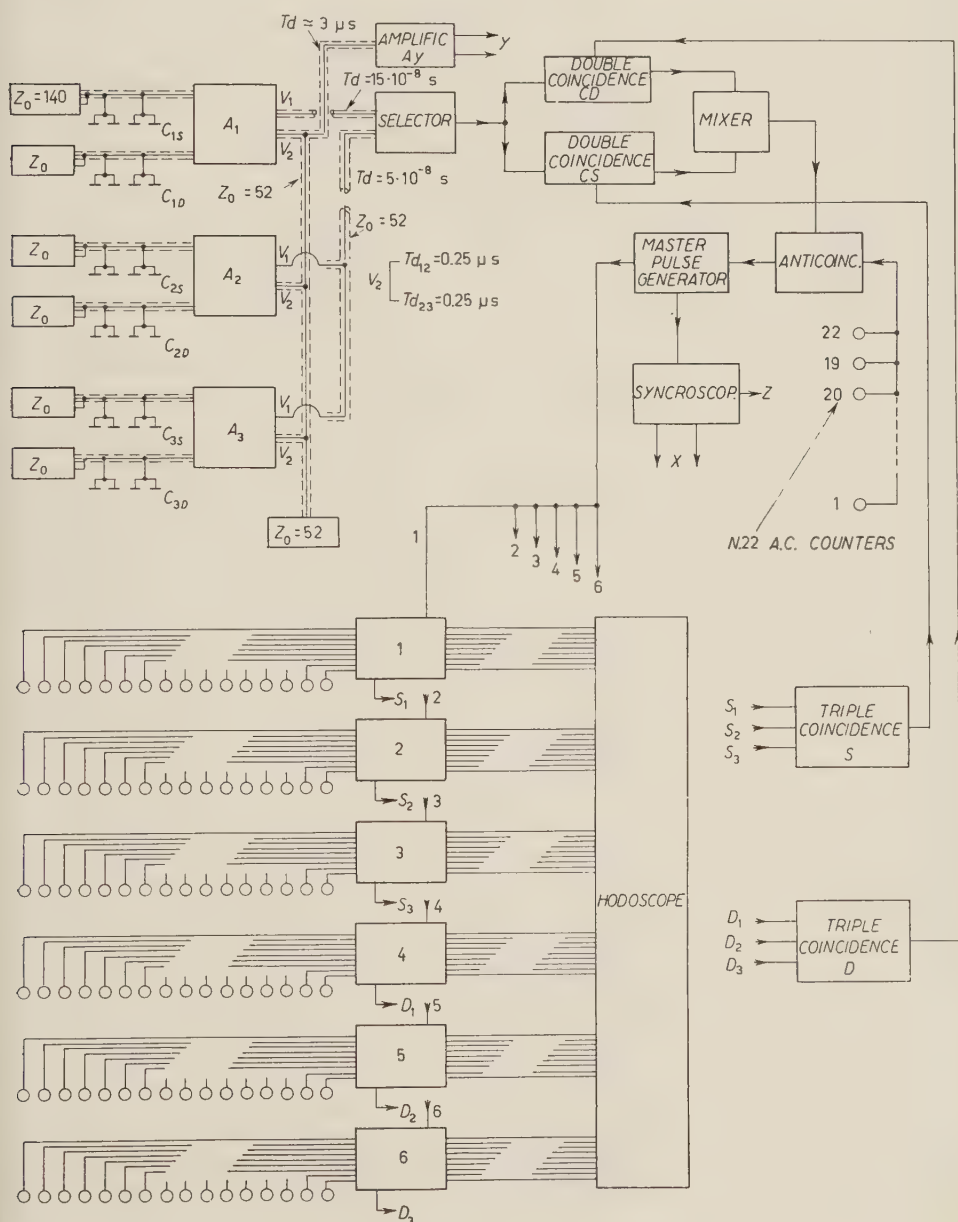 Td ≃ 3 μs
AMPLIFIC
Ay
Y
Td = 15·10⁻⁸ s
SELECTOR
Td = 5·10⁻⁸ s
DOUBLE
COINCIDENCE
CD
DOUBLE
COINCIDENCE
CS
MIXER
Z₀ = 140
C₁S
A₁
V₁
V₂
Z₀
C₁D
Z₀ = 52
Z₀ = 52
Z₀
C₂S
A₂
V₁
V₂
Z₀
C₂D
V₂
Td₁₂ = 0.25 μs
Td₂₃ = 0.25 μs
MASTER
PULSE
GENERATOR
ANTICOINC.
22
19
20
1
N.22 A.C. COUNTERS
SYNCROSCOP.
Z
X
Z₀
C₃S
A₃
V₁
V₂
Z₀
C₃D
Z₀ = 52
1
2
3
4
5
6
1
S₁
2
2
S₂
3
3
S₃
4
4
D₁
5
5
D₂
6
6
D₃
HODOSCOPE
S₁
S₂
S₃
TRIPLE
COINCIDENCE
S
D₁
D₂
D₃
TRIPLE
COINCIDENCE
D